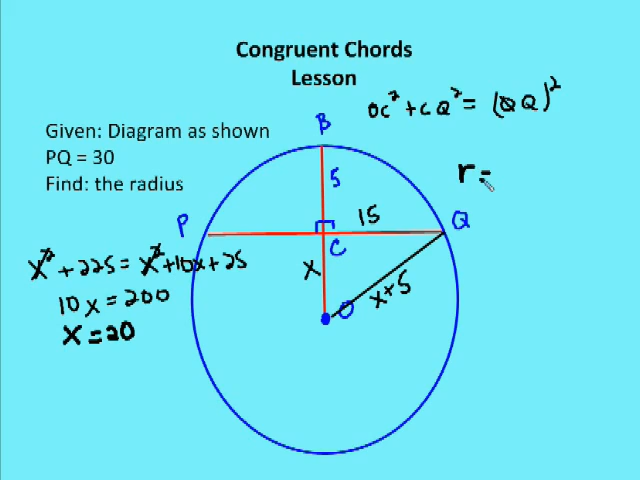 Congruent Chords
Lesson
OC² + CQ² = (OQ)²
Given: Diagram as shown
PQ = 30
Find: the radius
B
5
r =
P
15
Q
C
x² + 225 = x² + 10x + 25
x
10x = 200
x + 5
O
x = 20